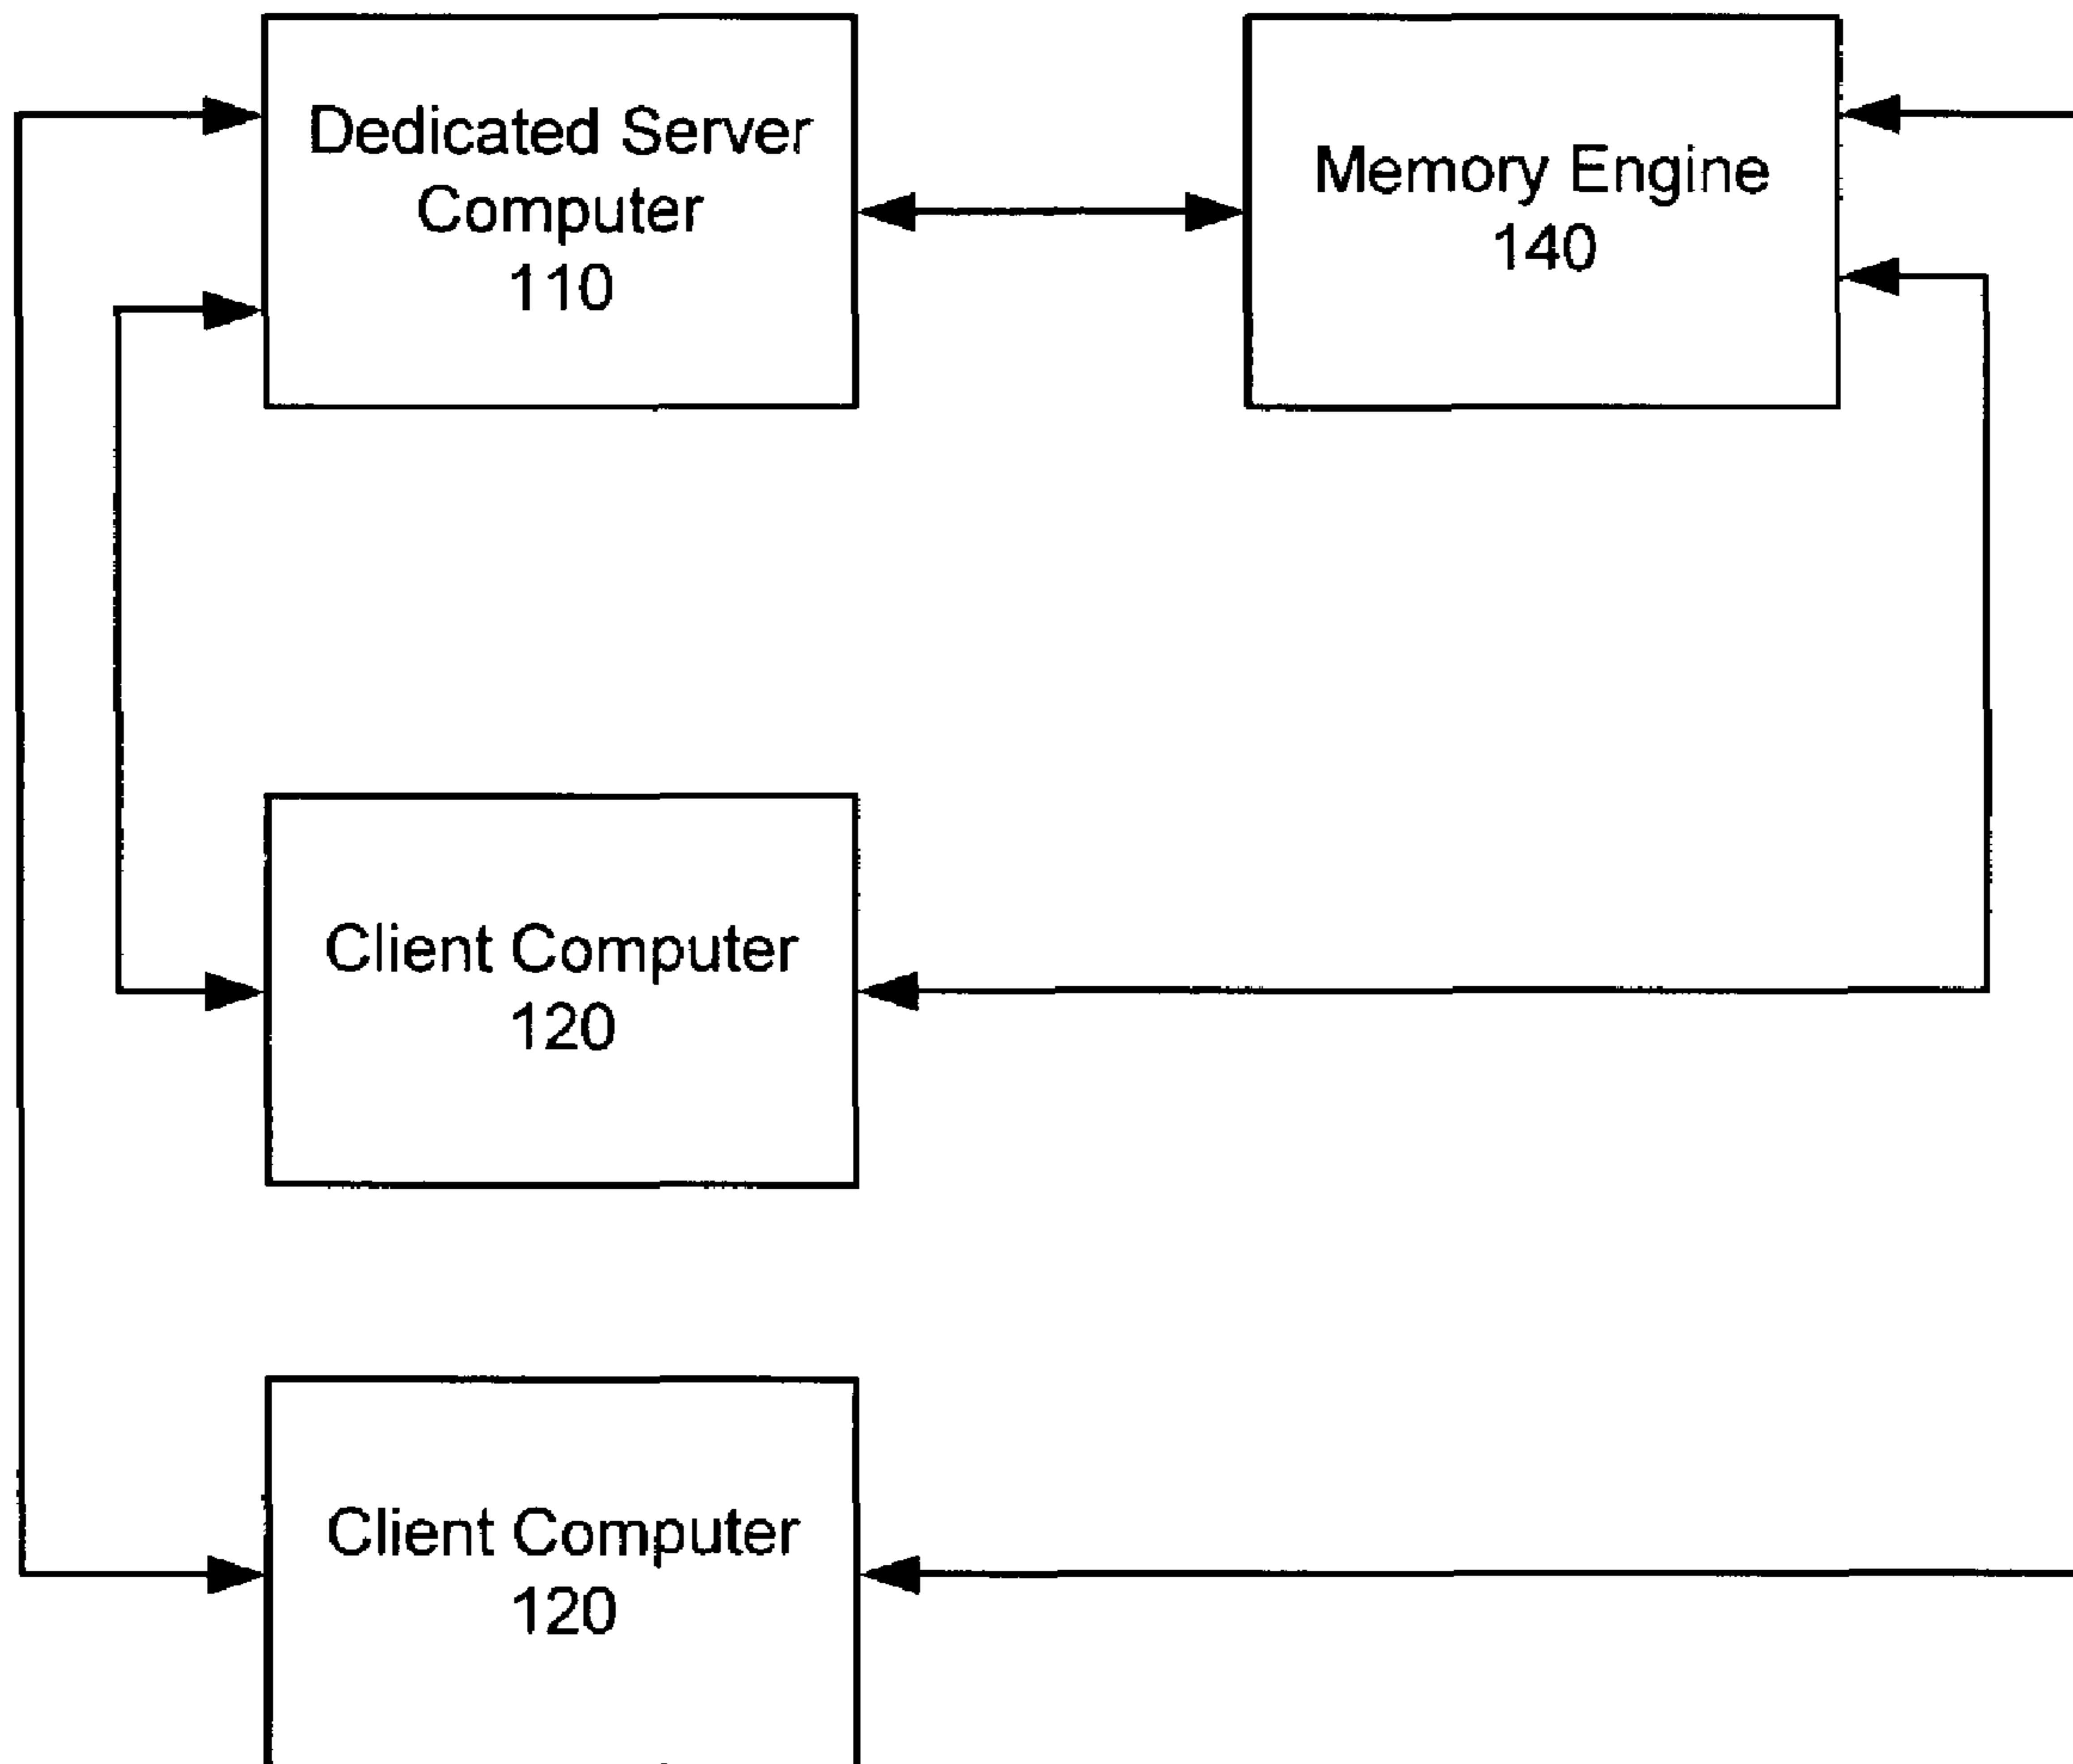 Dedicated Server
Computer
110
Memory Engine
140
Client Computer
120
Client Computer
120